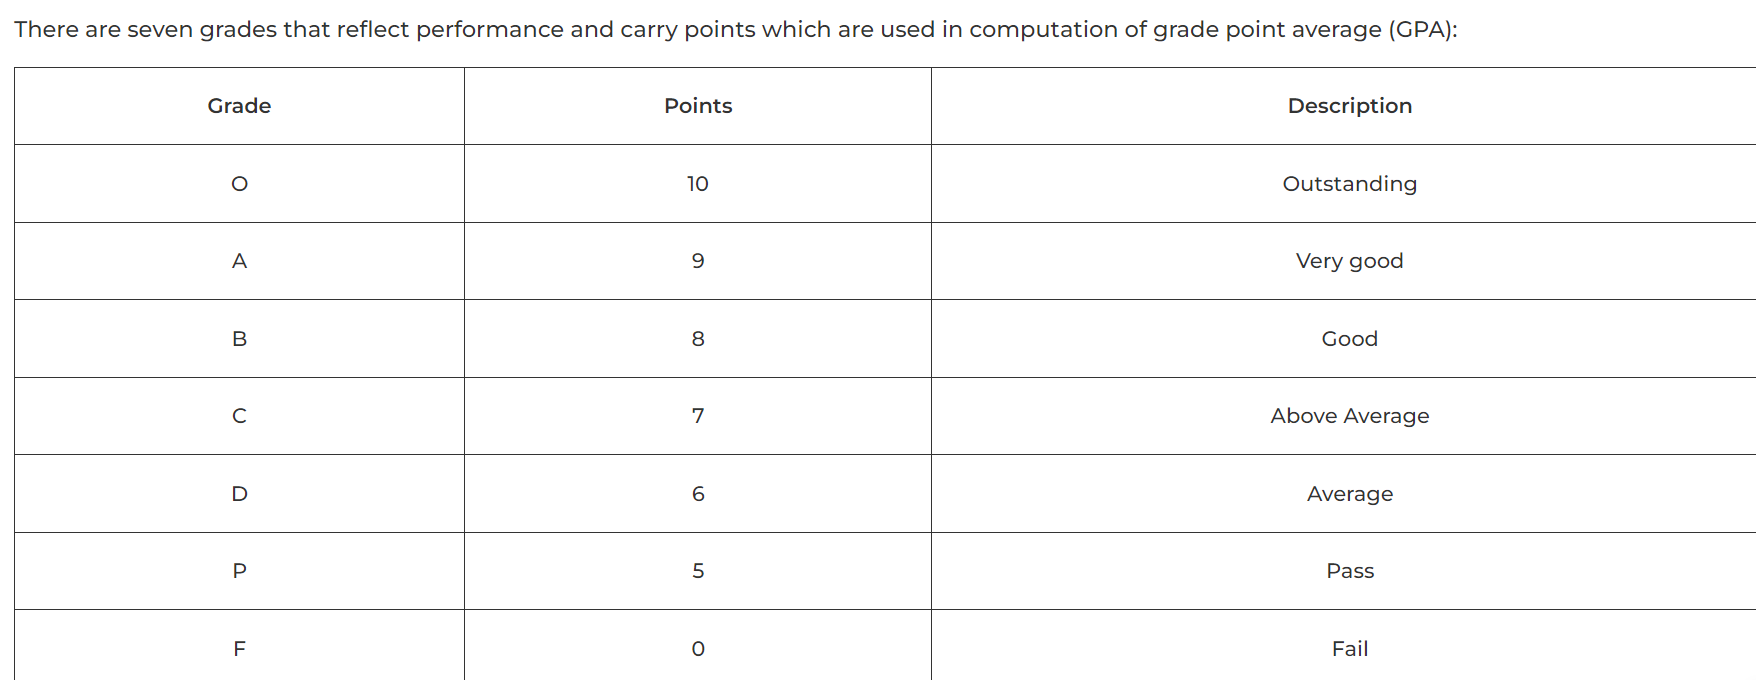 There are seven grades that reflect performance and carry points which are used in computation of grade point average (GPA):
Grade Points Description
O 10 Outstanding
A 9 Very good
B 8 Good
C 7 Above Average
D 6 Average
P 5 Pass
F 0 Fail